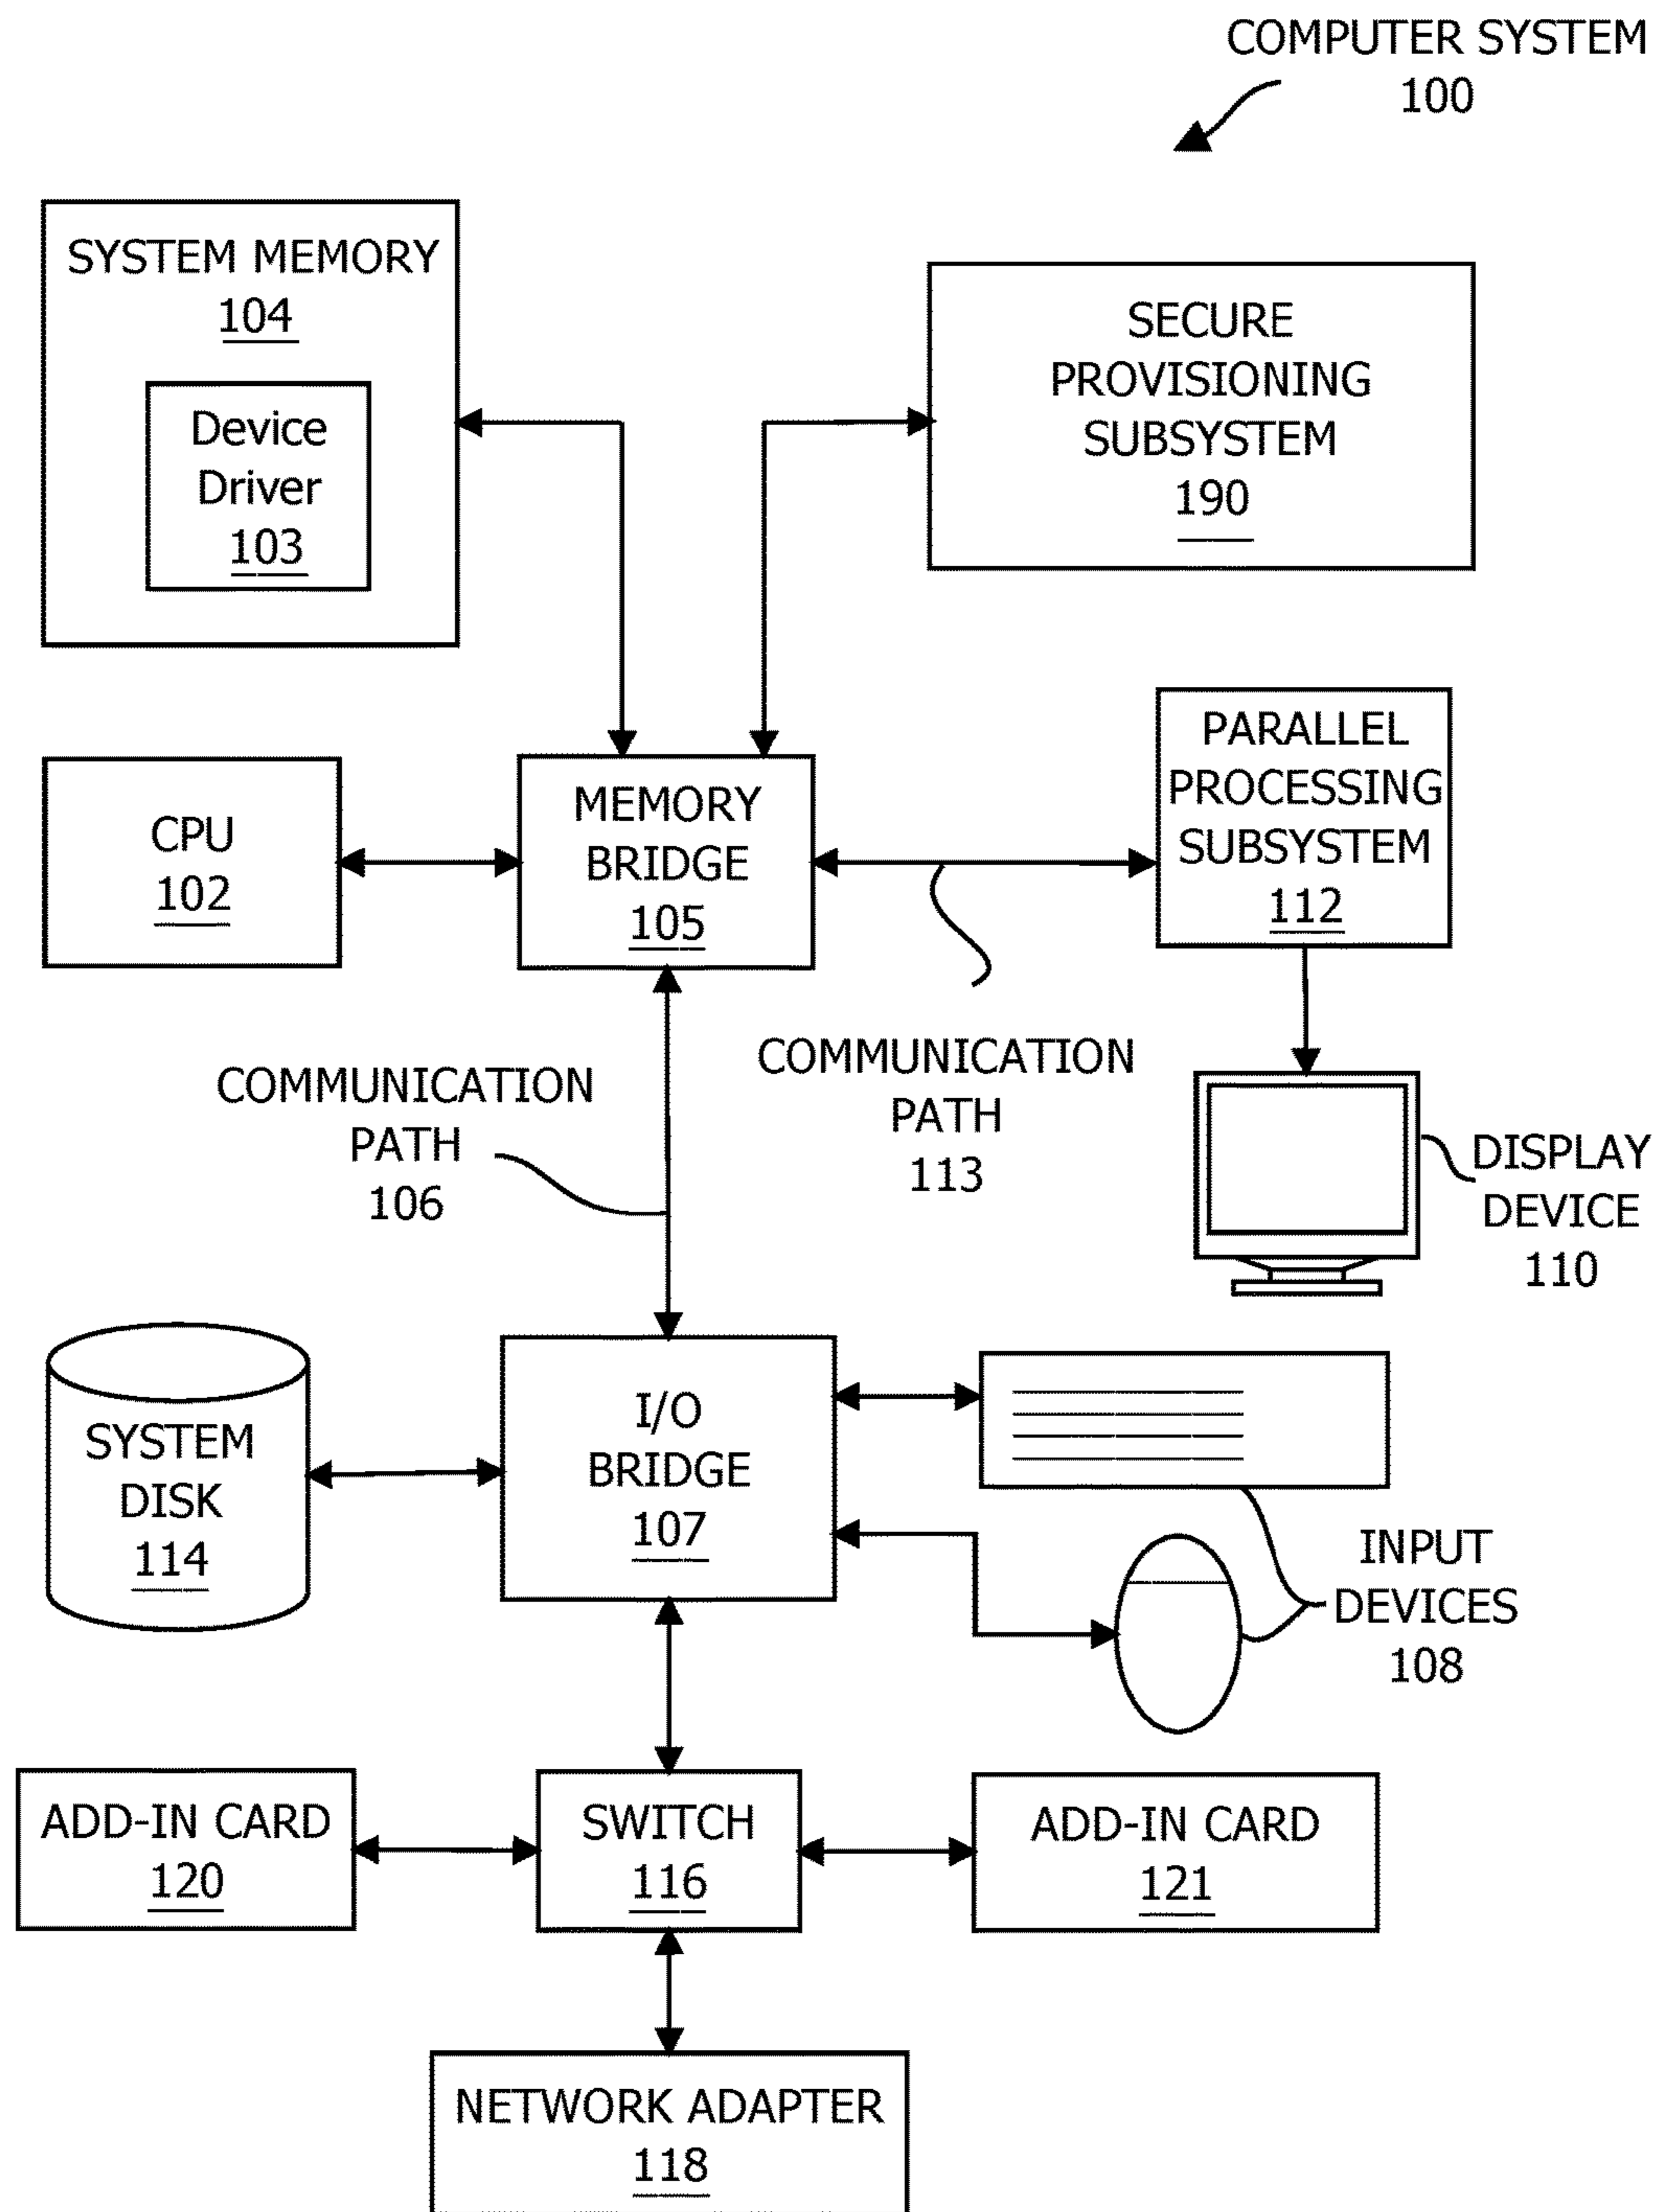 COMPUTER SYSTEM
100
SYSTEM MEMORY
104
Device
Driver
103
SECURE
PROVISIONING
SUBSYSTEM
190
CPU
102
MEMORY
BRIDGE
105
PARALLEL
PROCESSING
SUBSYSTEM
112
COMMUNICATION
PATH
106
COMMUNICATION
PATH
113
DISPLAY
DEVICE
110
SYSTEM
DISK
114
I/O
BRIDGE
107
INPUT
DEVICES
108
ADD-IN CARD
120
SWITCH
116
ADD-IN CARD
121
NETWORK ADAPTER
118